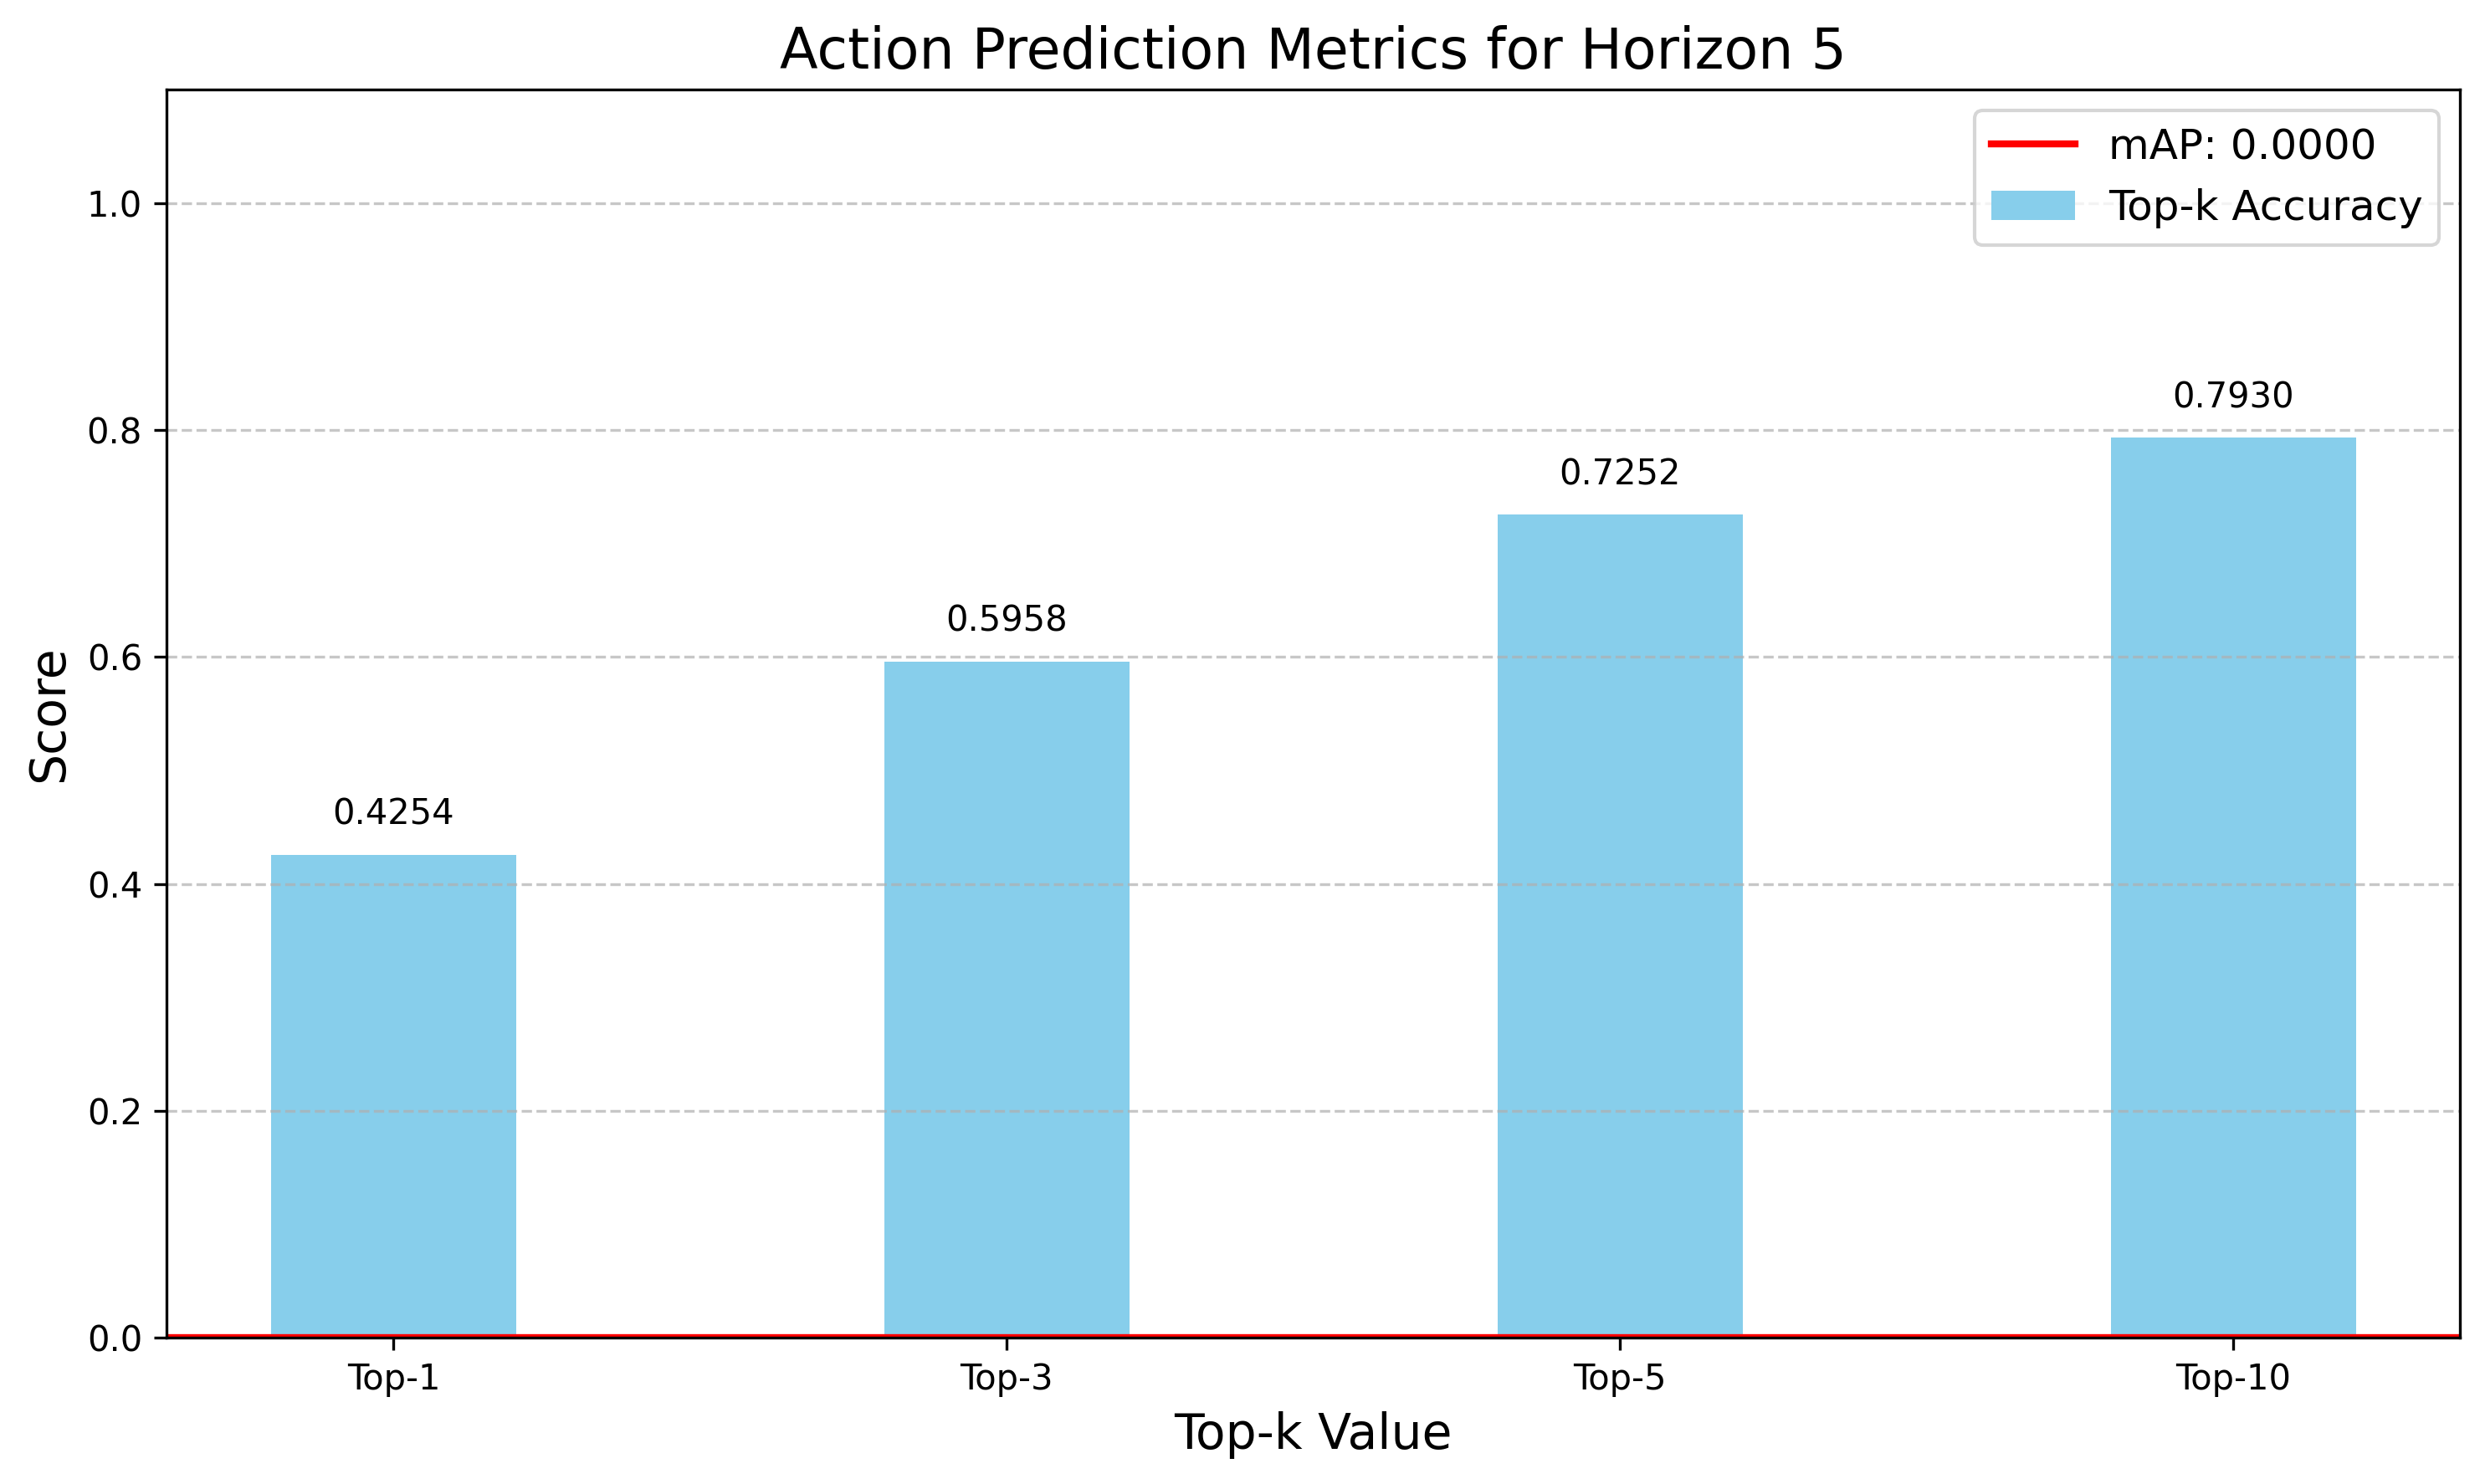 Action Prediction Metrics for Horizon 5
mAP: 0.0000
Top-k Accuracy
Score
1.0
0.8
0.6
0.4
0.2
0.0
0.4254
0.5958
0.7252
0.7930
Top-1
Top-3
Top-5
Top-10
Top-k Value